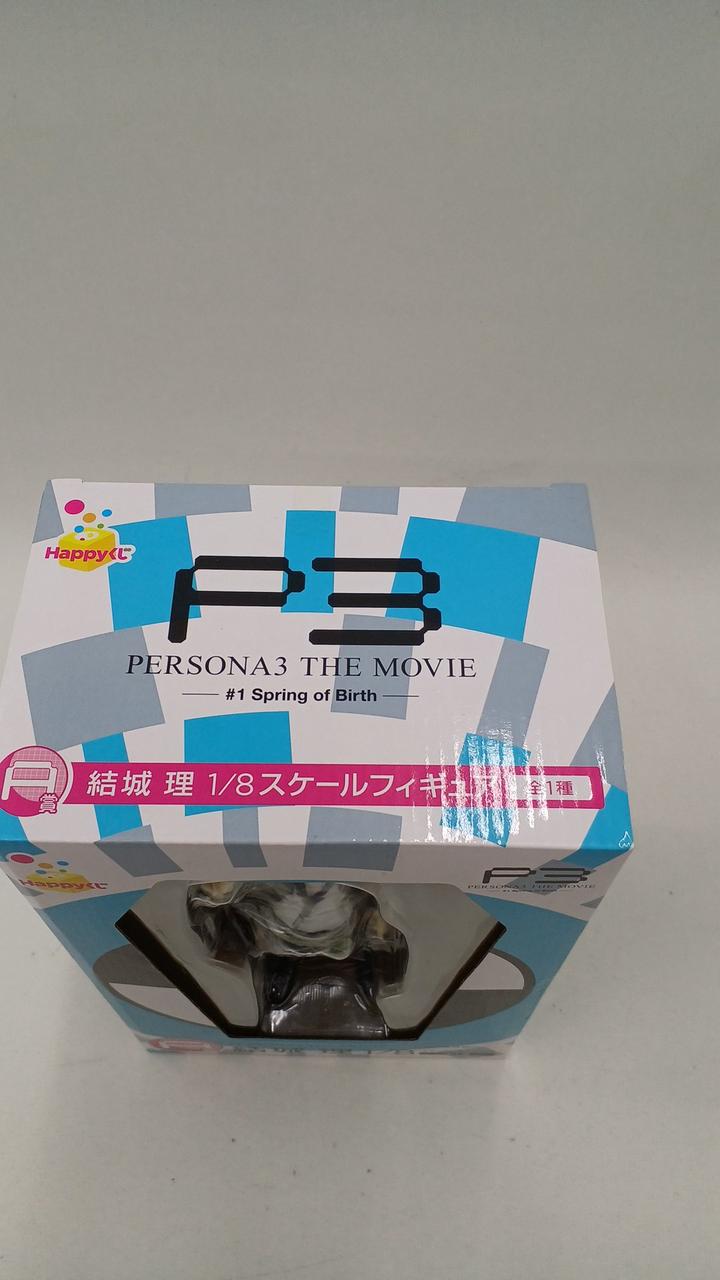 Happyくじ
P3
PERSONA3 THE MOVIE
#1 Spring of Birth
A賞
結城 理 1/8スケールフィギュア 全1種
Happyくじ
P3
PERSONA3 THE MOVIE